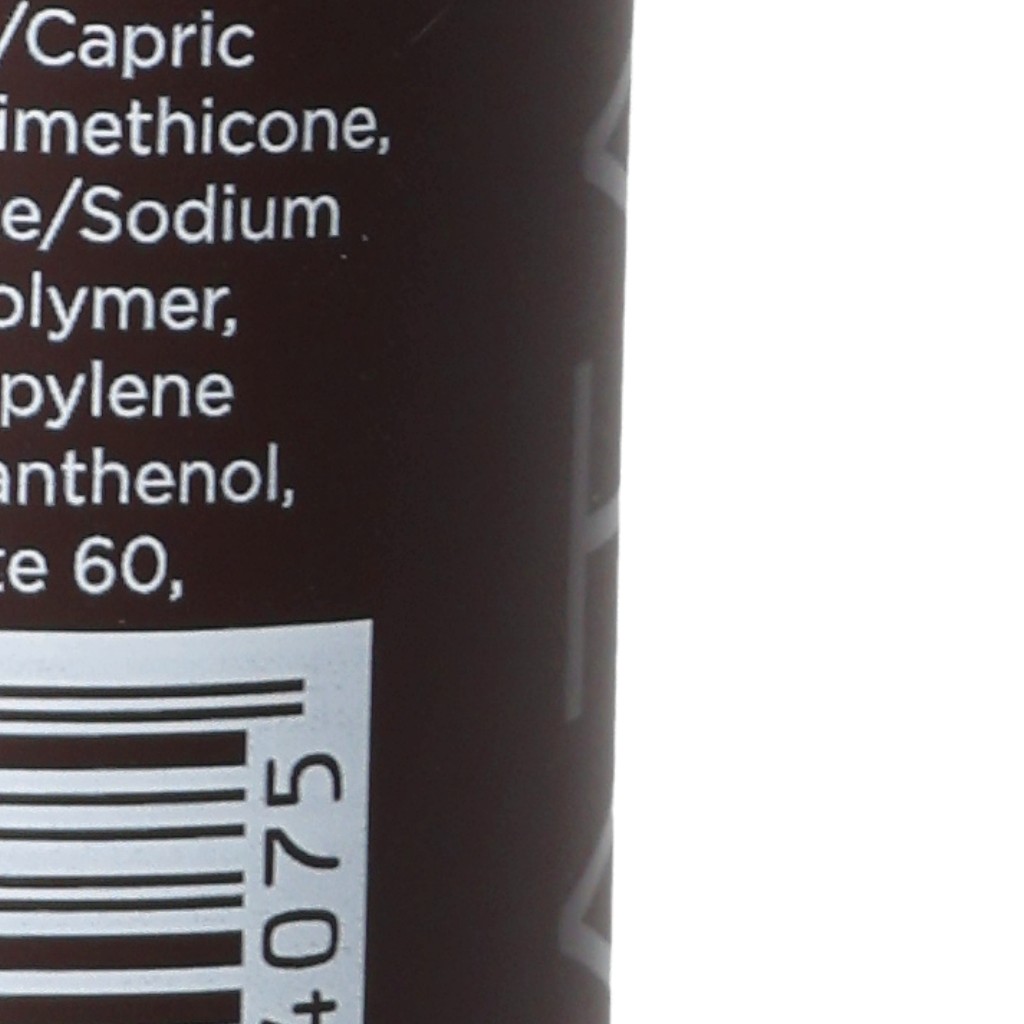 /Capric
imethicone,
e/Sodium
olymer,
pylene
anthenol,
te 60,
4075